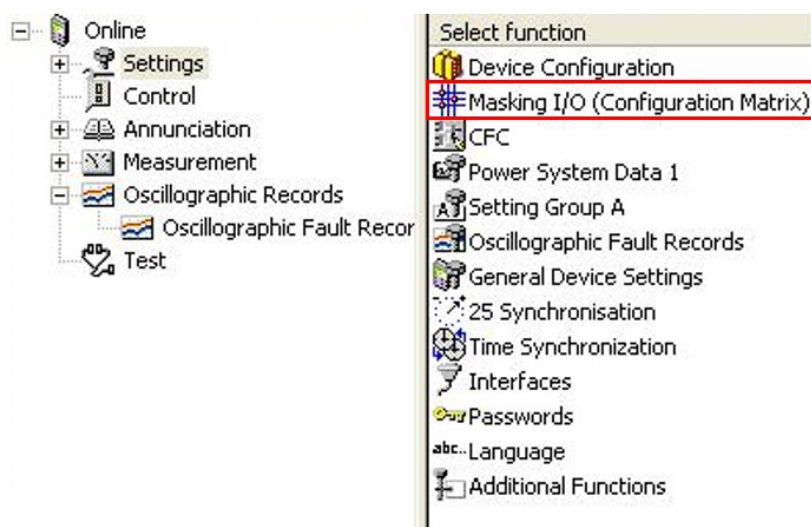 Online
Settings
Control
Annunciation
Measurement
Oscillographic Records
Oscillographic Fault Recor
Test
Select function
Device Configuration
Masking I/O (Configuration Matrix)
CFC
Power System Data 1
Setting Group A
Oscillographic Fault Records
General Device Settings
25 Synchronisation
Time Synchronization
Interfaces
Passwords
abc..Language
Additional Functions